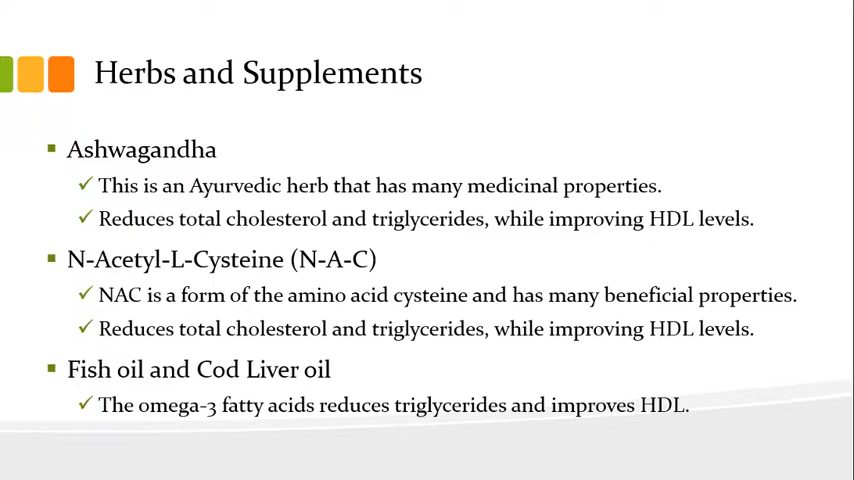 Herbs and Supplements
Ashwagandha
This is an Ayurvedic herb that has many medicinal properties.
Reduces total cholesterol and triglycerides, while improving HDL levels.
N-Acetyl-L-Cysteine (N-A-C)
NAC is a form of the amino acid cysteine and has many beneficial properties.
Reduces total cholesterol and triglycerides, while improving HDL levels.
Fish oil and Cod Liver oil
The omega-3 fatty acids reduces triglycerides and improves HDL.